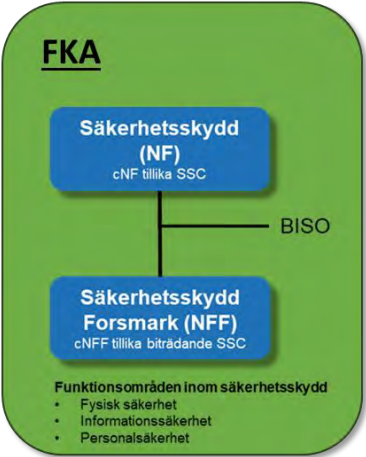 FKA
Säkerhetsskydd
(NF)
cNF tillika SSC
BISO
Säkerhetsskydd
Forsmark (NFF)
cNFF tillika biträdande SSC
Funktionsområden inom säkerhetsskydd
• Fysisk säkerhet
• Informationssäkerhet
• Personalsäkerhet